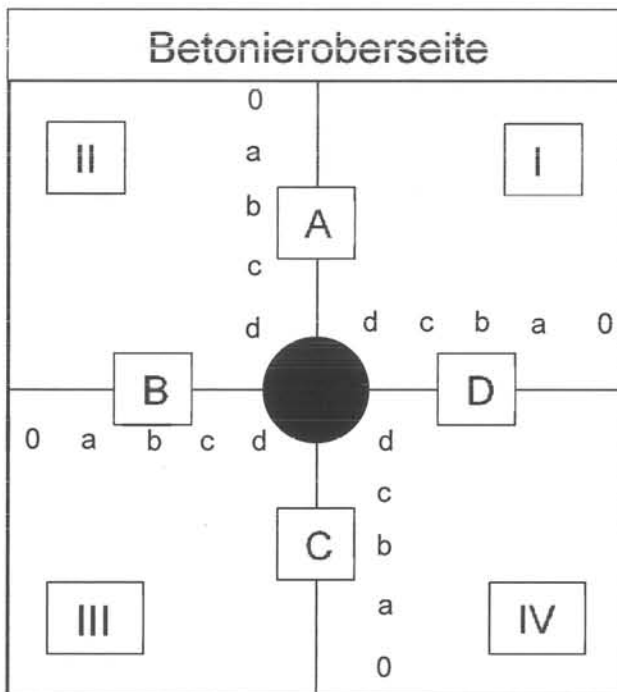 Betonieroberseite
0
II a I
b A
c
d d c b a 0
B D
0 a b c d d
c
C b
a
III IV
0